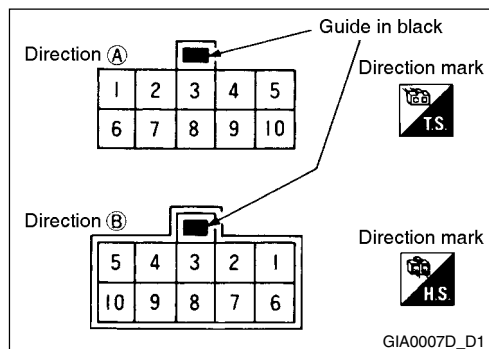 Guide in black
Direction Ⓐ
Direction mark
1 2 3 4 5
6 7 8 9 10
T.S.
Direction Ⓑ
Direction mark
5 4 3 2 1
10 9 8 7 6
H.S.
GIA0007D_D1